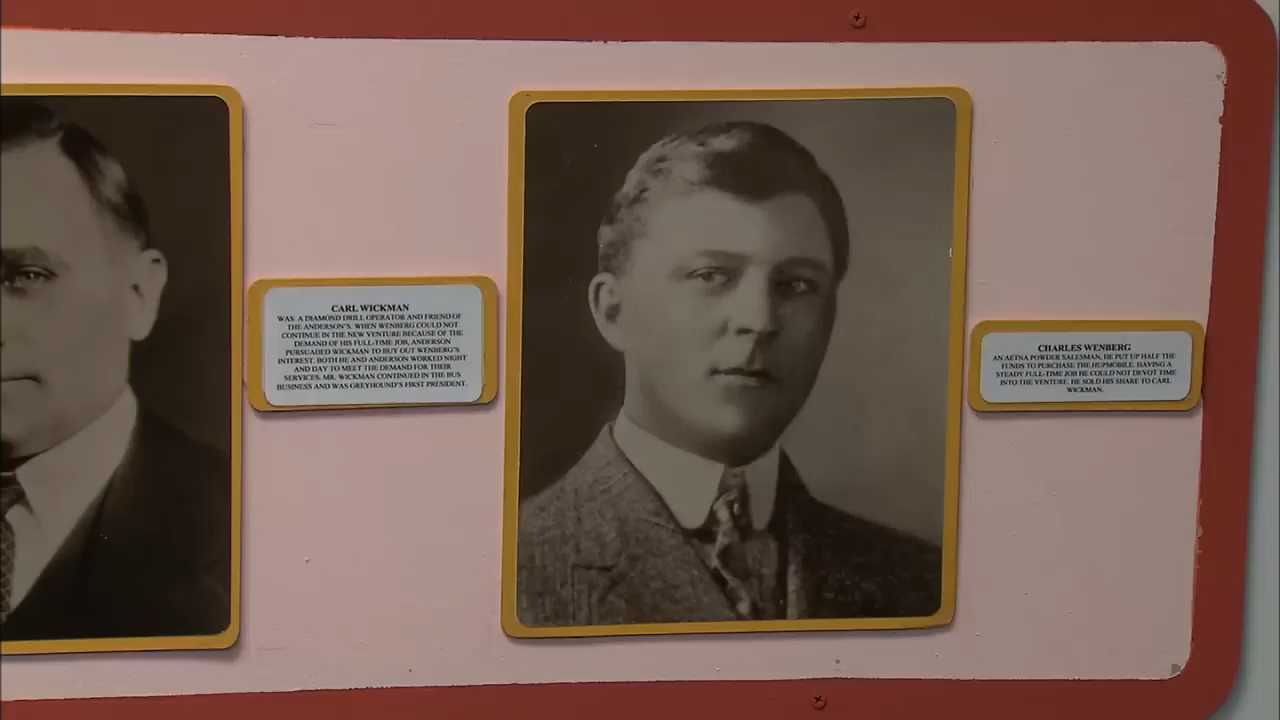 CARL WICKMAN
WAS A DIAMOND DRILL OPERATOR AND FRIEND OF
THE ANDERSON'S. WHEN WENBERG COULD NOT
CONTINUE IN THE NEW VENTURE BECAUSE OF THE
DEMAND OF HIS FULL-TIME JOB, ANDERSON
PURSUADED WICKMAN TO BUY OUT WENBERG'S
INTEREST. BOTH HE AND ANDERSON WORKED NIGHT
AND DAY TO MEET THE DEMAND FOR THEIR
SERVICES. MR. WICKMAN CONTINUED IN THE BUS
BUSINESS AND WAS GREYHOUND'S FIRST PRESIDENT.
CHARLES WENBERG
AN AETNA POWDER SALESMAN, HE PUT UP HALF THE
FUNDS TO PURCHASE THE HUPMOBILE. HAVING A
STEADY FULL-TIME JOB HE COULD NOT DEVOT TIME
INTO THE VENTURE. HE SOLD HIS SHARE TO CARL
WICKMAN.